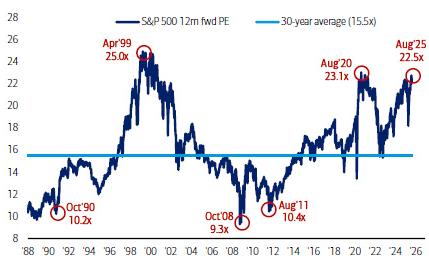 S&P 500 12m fwd PE
30-year average (15.5x)
28
26
24
22
20
18
16
14
12
10
8
Apr'99
25.0x
Aug'20
23.1x
Aug'25
22.5x
Oct'90
10.2x
Oct'08
9.3x
Aug'11
10.4x
'88 '90 '92 '94 '96 '98 '00 '02 '04 '06 '08 '10 '12 '14 '16 '18 '20 '22 '24 '26